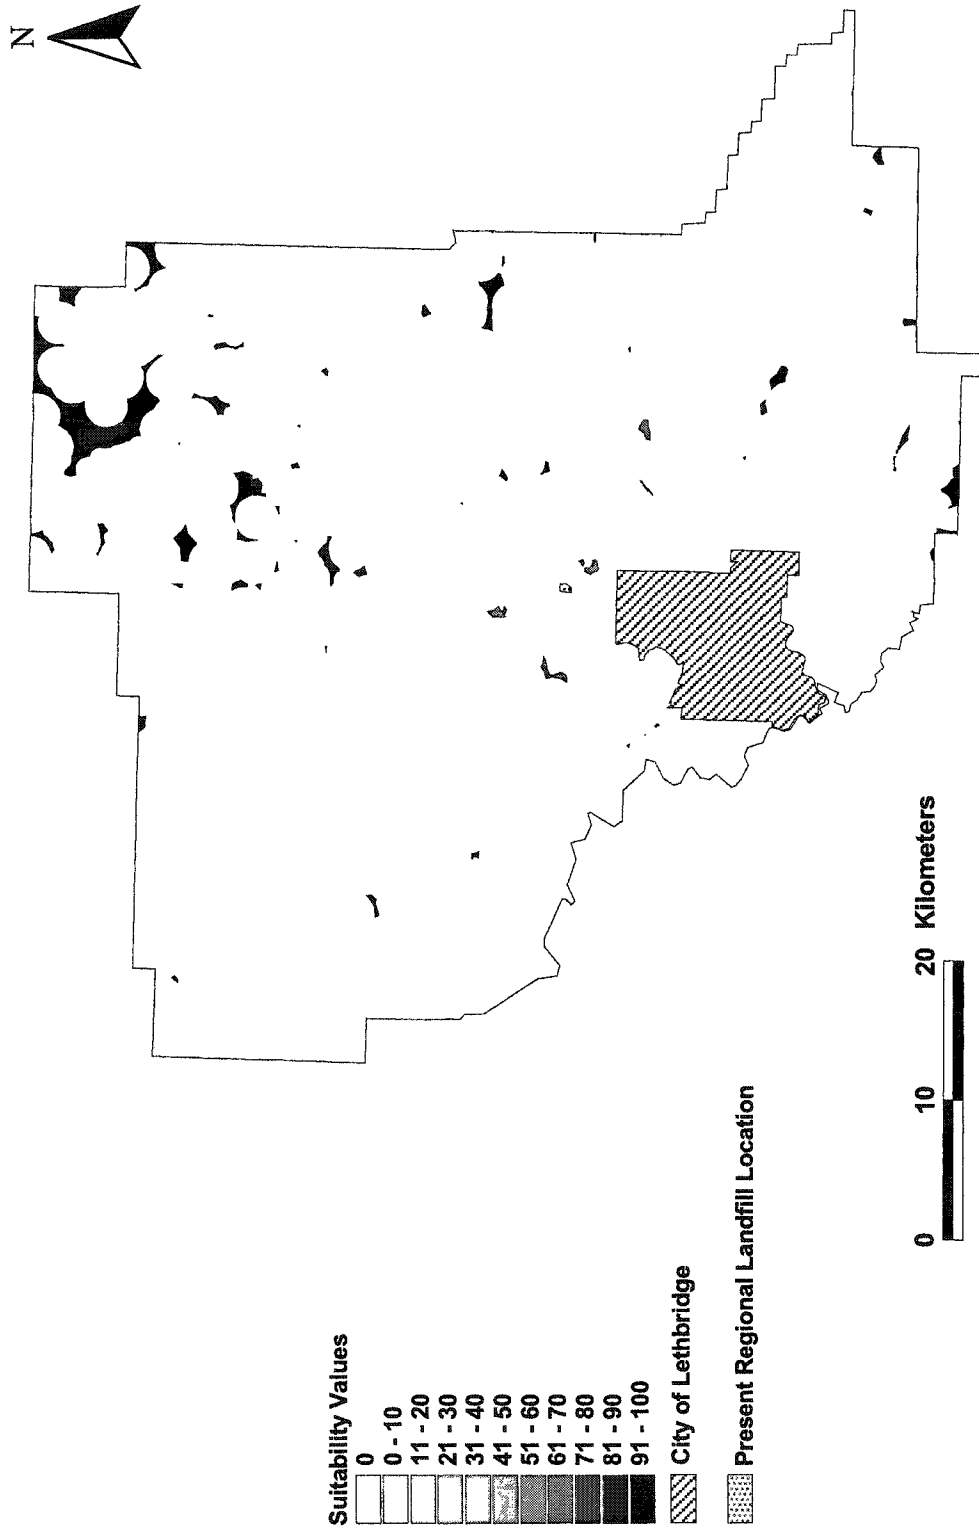 N
Suitability Values
0
0 - 10
11 - 20
21 - 30
31 - 40
41 - 50
51 - 60
61 - 70
71 - 80
81 - 90
91 - 100
City of Lethbridge
Present Regional Landfill Location
0 10 20 Kilometers